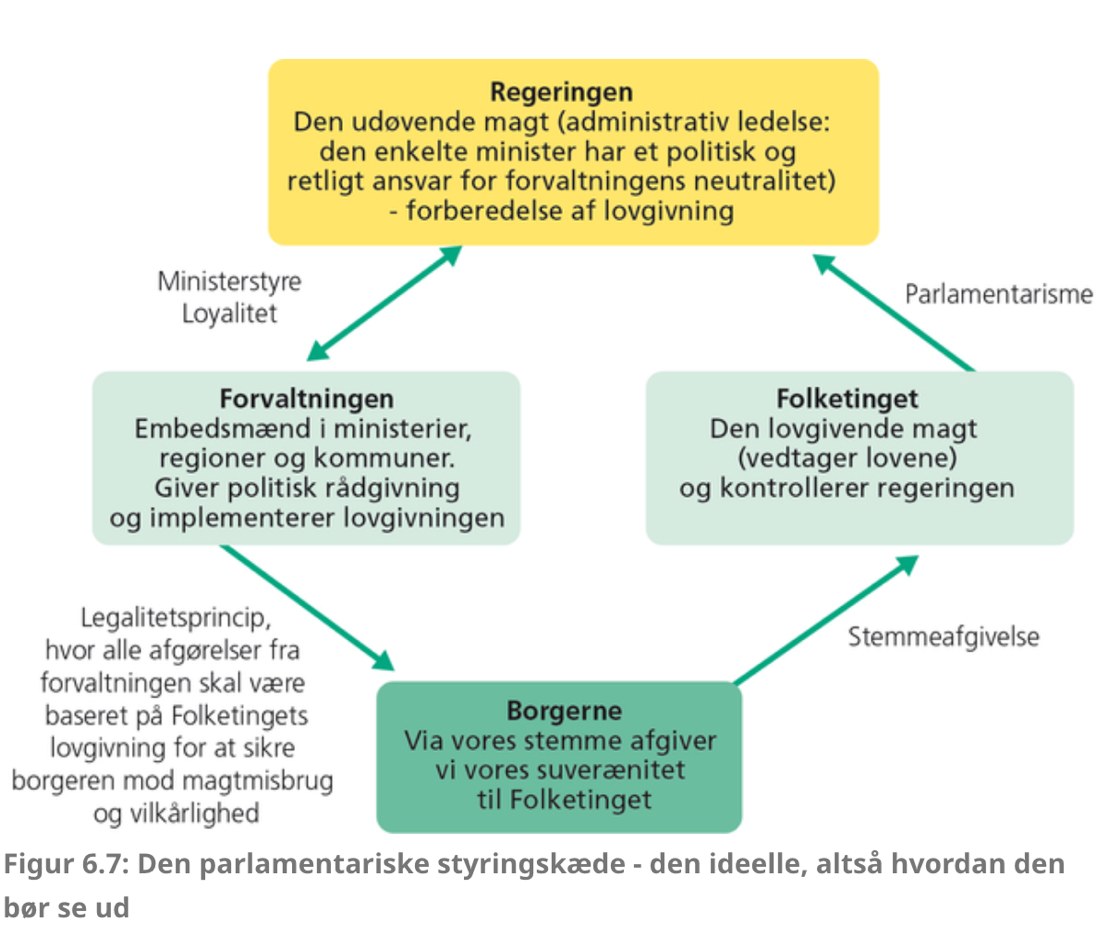 Regeringen
Den udøvende magt (administrativ ledelse:
den enkelte minister har et politisk og
retligt ansvar for forvaltningens neutralitet)
- forberedelse af lovgivning
Ministerstyre
Loyalitet
Parlamentarisme
Forvaltningen
Embedsmænd i ministerier,
regioner og kommuner.
Giver politisk rådgivning
og implementerer lovgivningen
Folketinget
Den lovgivende magt
(vedtager lovene)
og kontrollerer regeringen
Legalitetsprincip,
hvor alle afgørelser fra
forvaltningen skal være
baseret på Folketingets
lovgivning for at sikre
borgeren mod magtmisbrug
og vilkårlighed
Stemmeafgivelse
Borgerne
Via vores stemme afgiver
vi vores suverænitet
til Folketinget
Figur 6.7: Den parlamentariske styringskæde - den ideelle, altså hvordan den
bør se ud